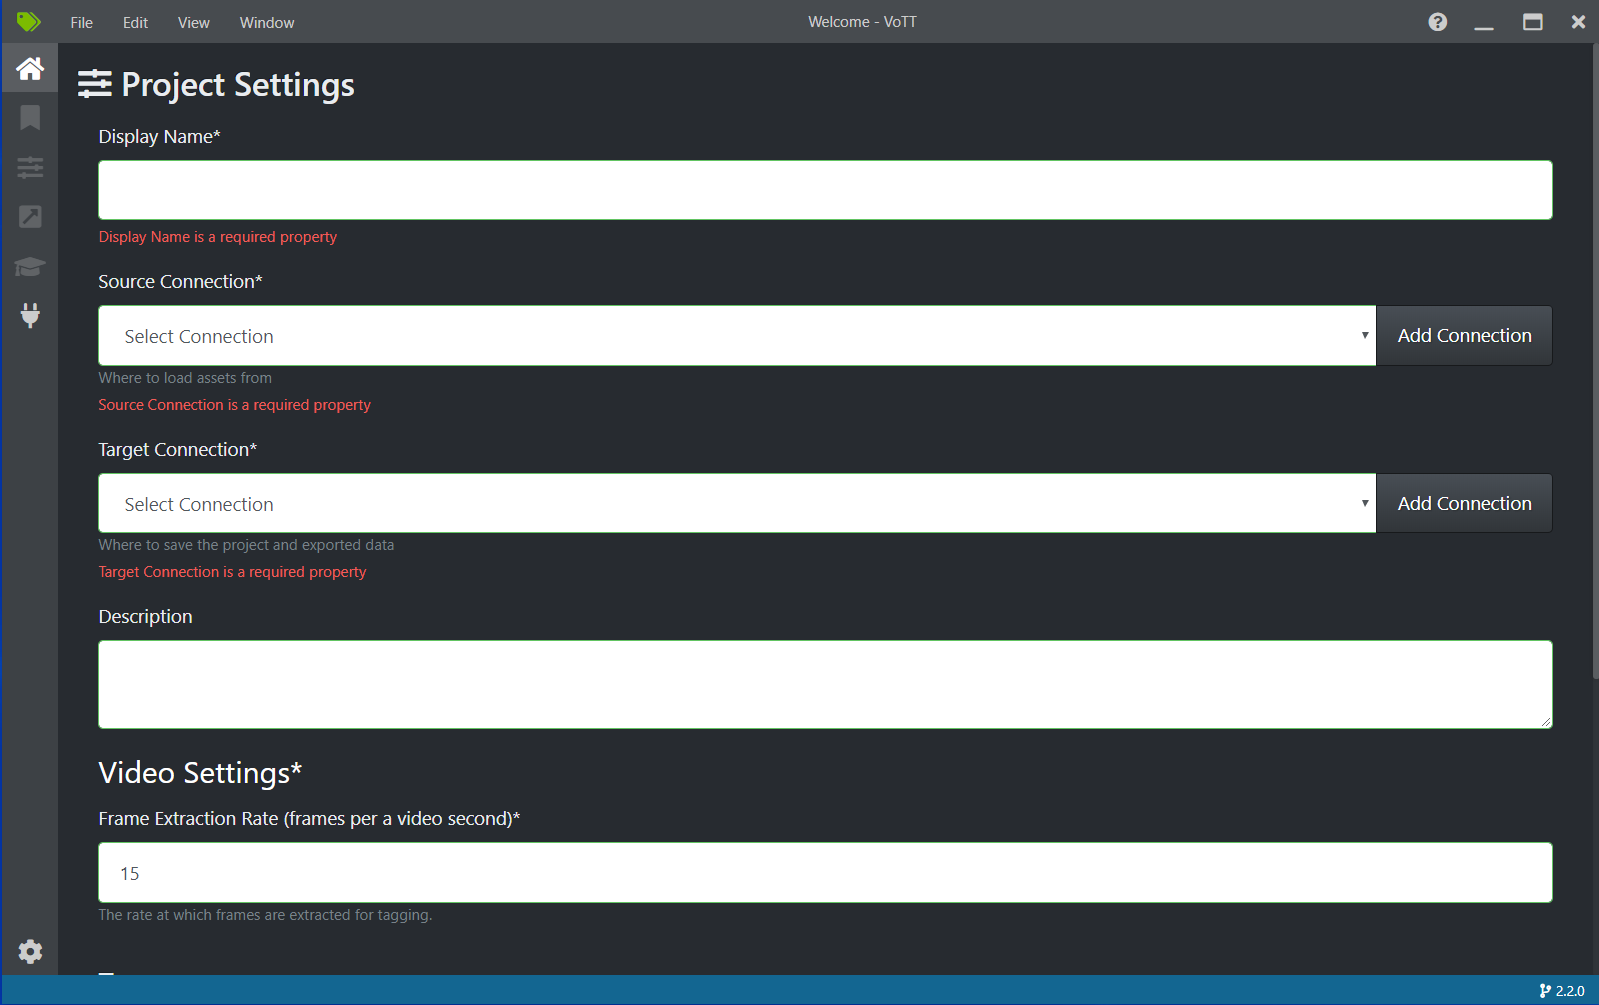 File Edit View Window Welcome - VoTT
Project Settings
Display Name*
Display Name is a required property
Source Connection*
Select Connection Add Connection
Where to load assets from
Source Connection is a required property
Target Connection*
Select Connection Add Connection
Where to save the project and exported data
Target Connection is a required property
Description
Video Settings*
Frame Extraction Rate (frames per a video second)*
15
The rate at which frames are extracted for tagging.
2.2.0